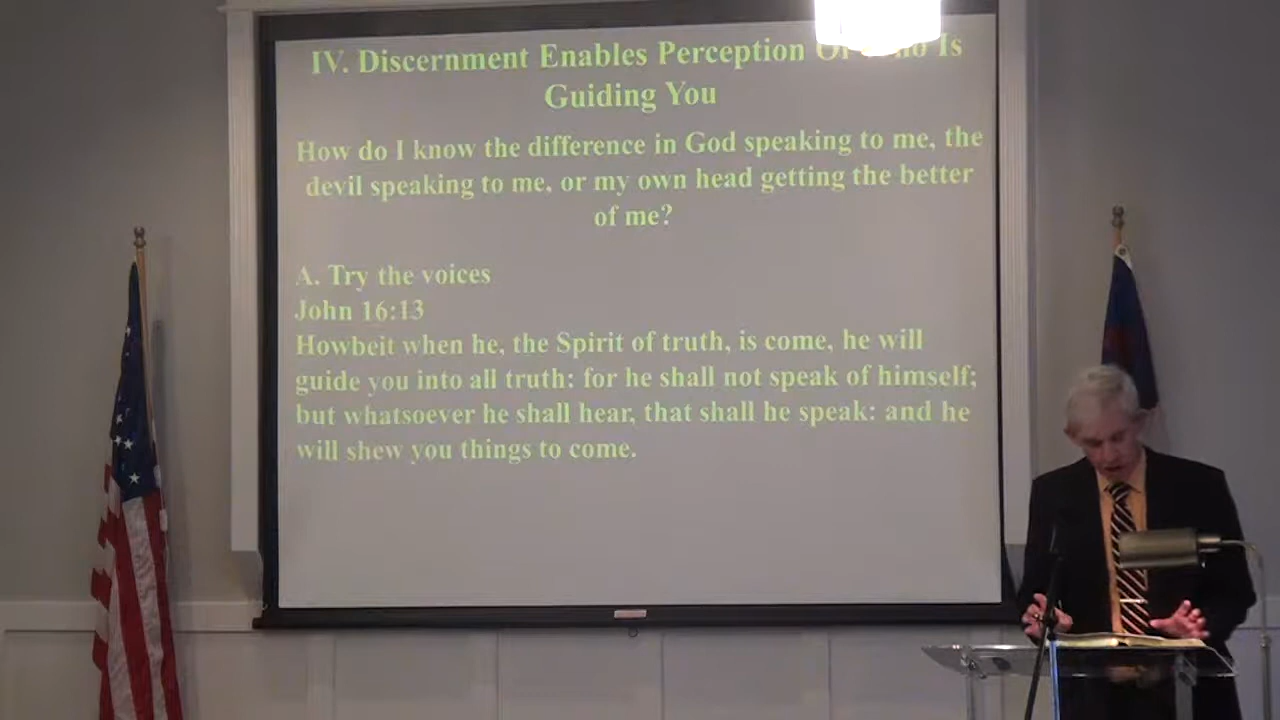 IV. Discernment Enables Perception Is
Guiding You
How do I know the difference in God speaking to me, the
devil speaking to me, or my own head getting the better
of me?
A. Try the voices
John 16:13
Howbeit when he, the Spirit of truth, is come, he will
guide you into all truth: for he shall not speak of himself;
but whatsoever he shall hear, that shall he speak: and he
will shew you things to come.